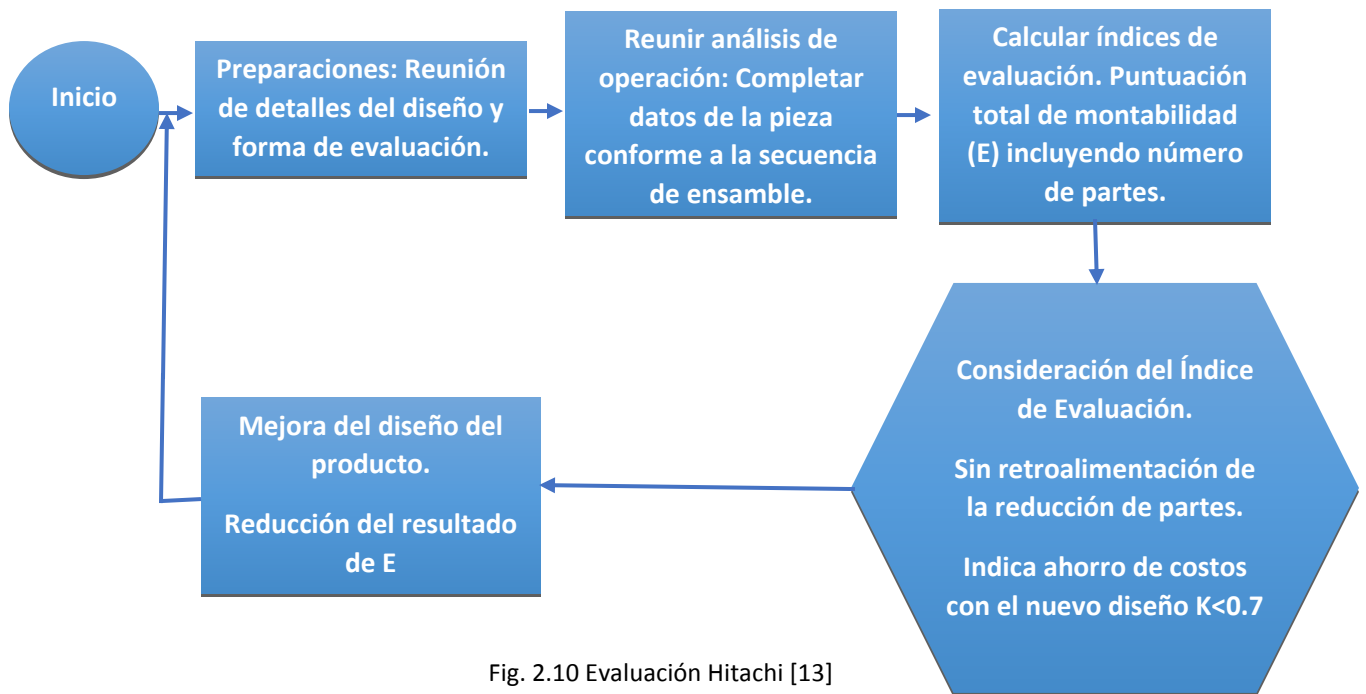 Inicio
Preparaciones: Reunión
de detalles del diseño y
forma de evaluación.
Reunir análisis de
operación: Completar
datos de la pieza
conforme a la secuencia
de ensamble.
Calcular índices de
evaluación. Puntuación
total de montabilidad
(E) incluyendo número
de partes.
Consideración del Índice
de Evaluación.
Sin retroalimentación de
la reducción de partes.
Indica ahorro de costos
con el nuevo diseño K<0.7
Mejora del diseño del
producto.
Reducción del resultado
de E
Fig. 2.10 Evaluación Hitachi [13]